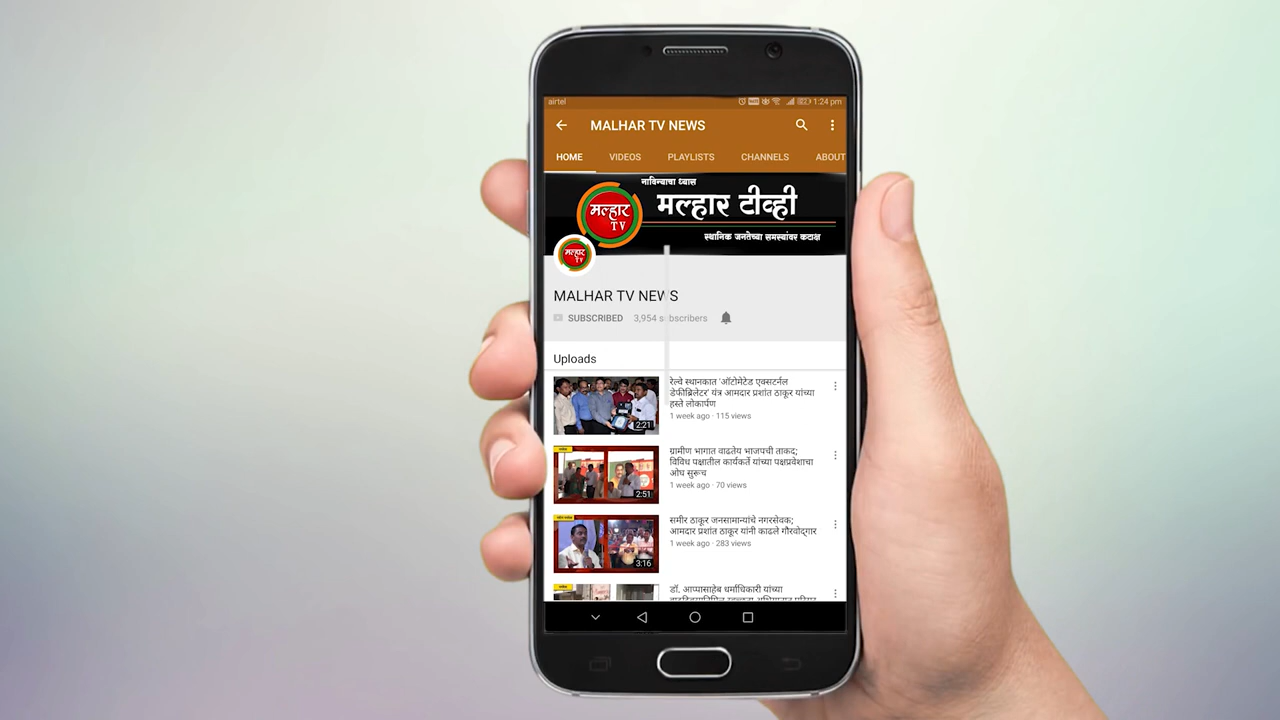 airtel
82 1:24 pm
MALHAR TV NEWS
HOME VIDEOS PLAYLISTS CHANNELS ABOUT
नाविन्याचा ध्यास
मल्हार
TV
मल्हार टीव्ही
स्थानिक जनतेच्या समस्यांवर कटाक्ष
मल्हार
TV
MALHAR TV NEWS
SUBSCRIBED 3,954 subscribers
Uploads
रेल्वे स्थानकात 'ऑटोमेटेड एक्सटर्नल
डेफीब्रिलेटर' यंत्र आमदार प्रशांत ठाकूर यांच्या
हस्ते लोकार्पण
1 week ago · 115 views
2:21
ग्रामीण भागात वाढतेय भाजपची ताकद;
विविध पक्षातील कार्यकर्ते यांच्या पक्षप्रवेशाचा
ओघ सुरूच
1 week ago · 70 views
2:51
समीर ठाकूर जनसामान्यांचे नगरसेवक;
आमदार प्रशांत ठाकूर यांनी काढले गौरवोद्गार
1 week ago · 283 views
3:16
डॉ. आप्पासाहेब धर्माधिकारी यांच्या